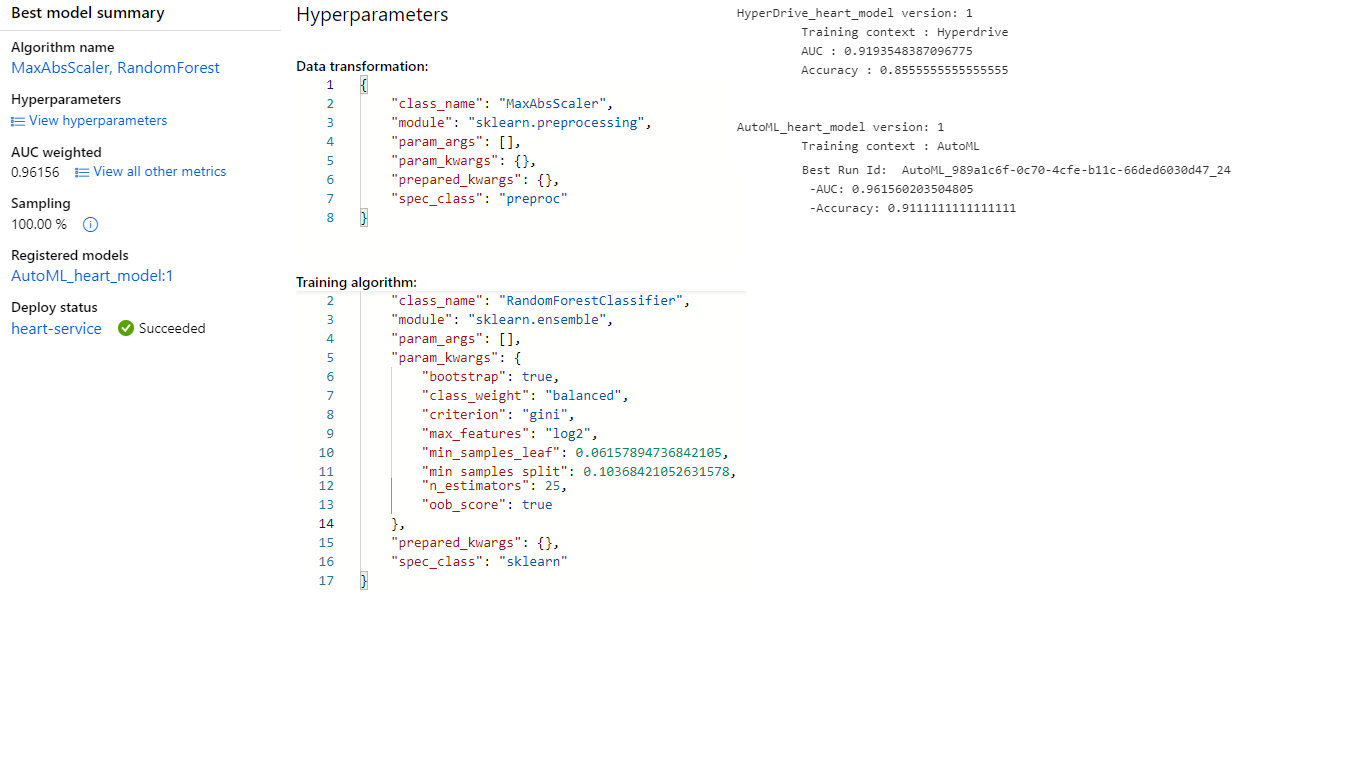 Best model summary
Algorithm name
MaxAbsScaler, RandomForest
Hyperparameters
View hyperparameters
AUC weighted
0.96156 View all other metrics
Sampling
100.00 %
Registered models
AutoML_heart_model:1
Deploy status
heart-service Succeeded
Hyperparameters
Data transformation:
1 {
2 "class_name": "MaxAbsScaler",
3 "module": "sklearn.preprocessing",
4 "param_args": [],
5 "param_kwargs": {},
6 "prepared_kwargs": {},
7 "spec_class": "preproc"
8 }
Training algorithm:
2 "class_name": "RandomForestClassifier",
3 "module": "sklearn.ensemble",
4 "param_args": [],
5 "param_kwargs": {
6 "bootstrap": true,
7 "class_weight": "balanced",
8 "criterion": "gini",
9 "max_features": "log2",
10 "min_samples_leaf": 0.06157894736842105,
11 "min samples split": 0.10368421052631578,
12 "n_estimators": 25,
13 "oob_score": true
14 },
15 "prepared_kwargs": {},
16 "spec_class": "sklearn"
17 }
HyperDrive_heart_model version: 1
Training context : Hyperdrive
AUC : 0.9193548387096775
Accuracy : 0.8555555555555555
AutoML_heart_model version: 1
Training context : AutoML
Best Run Id: AutoML_989a1c6f-0c70-4cfe-b11c-66ded6030d47_24
-AUC: 0.961560203504805
-Accuracy: 0.9111111111111111